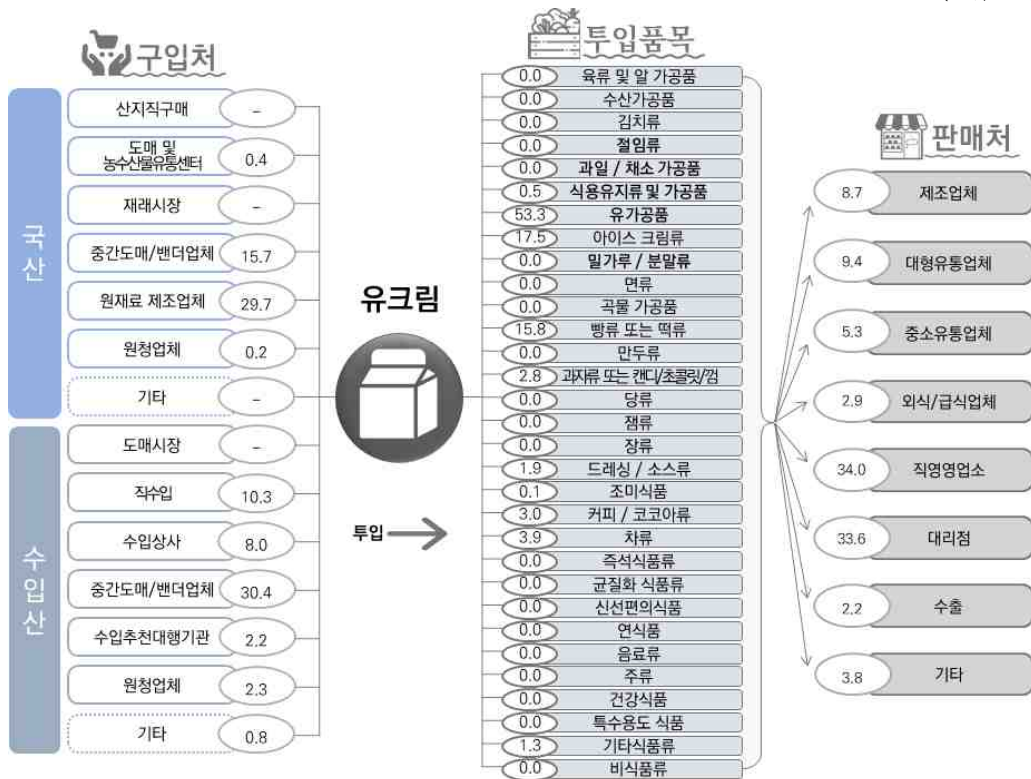 구입처
국산
산지직구매 -
도매 및
농수산물유통센터 0.4
재래시장 -
중간도매/밴더업체 15.7
원재료 제조업체 29.7
원청업체 0.2
기타 -
수입산
도매시장 -
직수입 10.3
수입상사 8.0
중간도매/밴더업체 30.4
수입추천대행기관 2.2
원청업체 2.3
기타 0.8
유크림
투입
투입품목
0.0 육류 및 알 가공품
0.0 수산가공품
0.0 김치류
0.0 절임류
0.0 과일 / 채소 가공품
0.5 식용유지류 및 가공품
53.3 유가공품
17.5 아이스 크림류
0.0 밀가루 / 분말류
0.0 면류
0.0 곡물 가공품
15.8 빵류 또는 떡류
0.0 만두류
2.8 과자류 또는 캔디/초콜릿/껌
0.0 당류
0.0 잼류
0.0 장류
1.9 드레싱 / 소스류
0.1 조미식품
3.0 커피 / 코코아류
3.9 차류
0.0 즉석식품류
0.0 균질화 식품류
0.0 신선편의식품
0.0 연식품
0.0 음료류
0.0 주류
0.0 건강식품
0.0 특수용도 식품
1.3 기타식품류
0.0 비식품류
판매처
8.7 제조업체
9.4 대형유통업체
5.3 중소유통업체
2.9 외식/급식업체
34.0 직영영업소
33.6 대리점
2.2 수출
3.8 기타